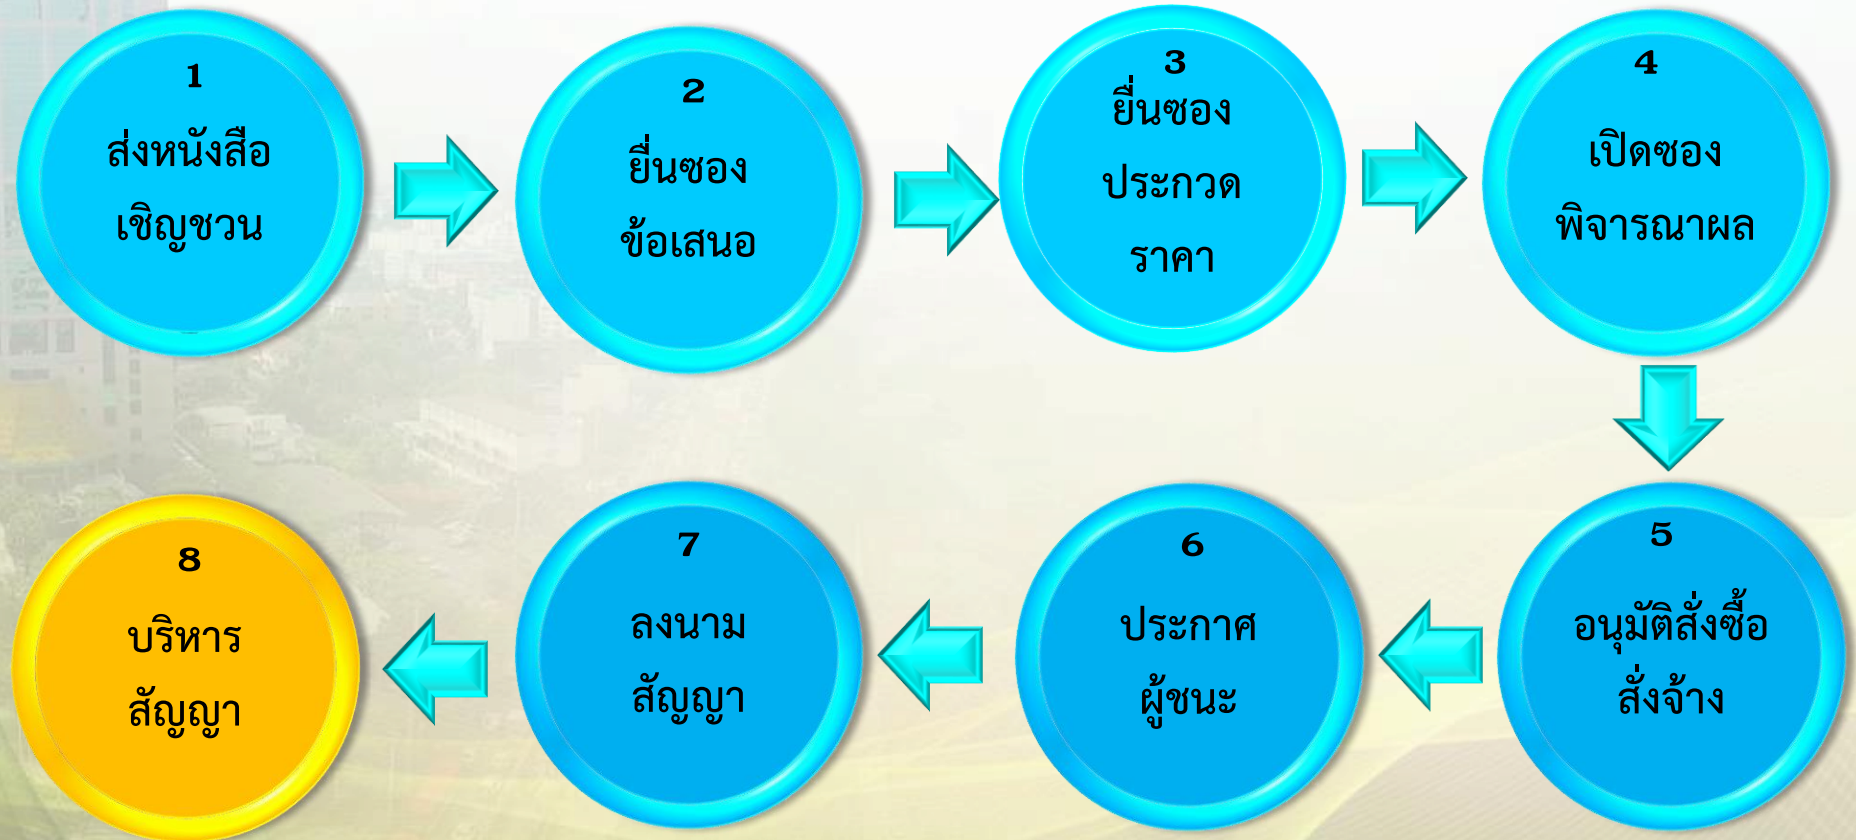 1
ส่งหนังสือ
เชิญชวน
2
ยื่นซอง
ข้อเสนอ
3
ยื่นซอง
ประกวด
ราคา
4
เปิดซอง
พิจารณาผล
5
อนุมัติสั่งซื้อ
สั่งจ้าง
6
ประกาศ
ผู้ชนะ
7
ลงนาม
สัญญา
8
บริหาร
สัญญา